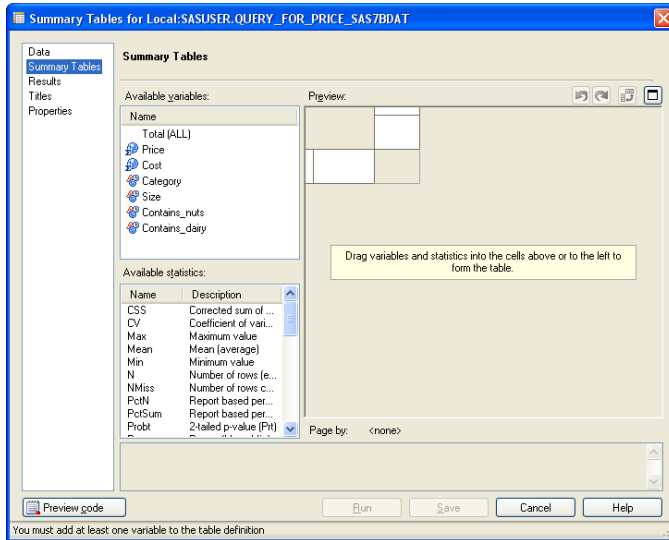 Summary Tables for Local:SASUSER.QUERY_FOR_PRICE_SAS7BDAT
Data
Summary Tables
Results
Titles
Properties
Summary Tables
Available variables:
Name
Total (ALL)
Price
Cost
Category
Size
Contains_nuts
Contains_dairy
Available statistics:
Name Description
CSS Corrected sum of ...
CV Coefficient of vari...
Max Maximum value
Mean Mean (average)
Min Minimum value
N Number of rows (e...
NMiss Number of rows c...
PctN Report based per...
PctSum Report based per...
Probt 2-tailed p-value (Prt)
Preview:
Drag variables and statistics into the cells above or to the left to
form the table.
Page by: <none>
Preview code
Run
Save
Cancel
Help
You must add at least one variable to the table definition